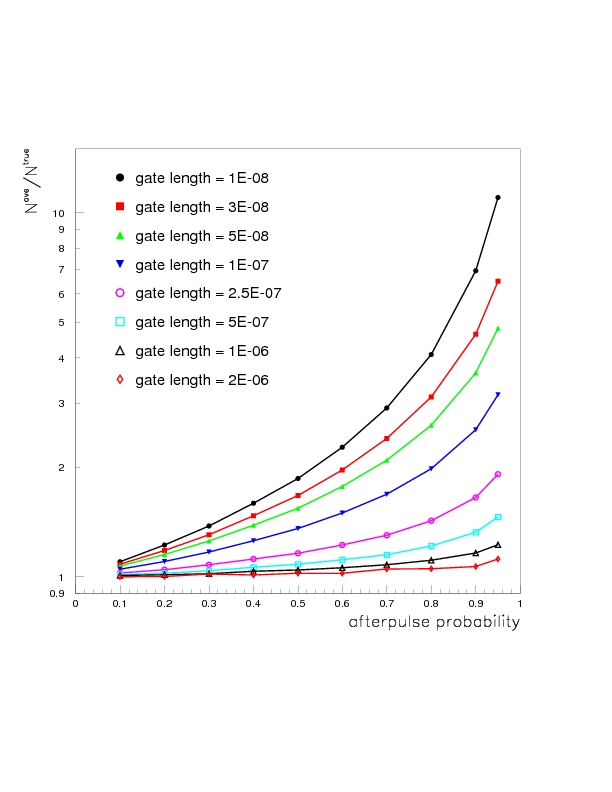 N^ave/N^true
gate length = 1E-08
gate length = 3E-08
gate length = 5E-08
gate length = 1E-07
gate length = 2.5E-07
gate length = 5E-07
gate length = 1E-06
gate length = 2E-06
10
9
8
7
6
5
4
3
2
1
0.9
0 0.1 0.2 0.3 0.4 0.5 0.6 0.7 0.8 0.9 1
afterpulse probability